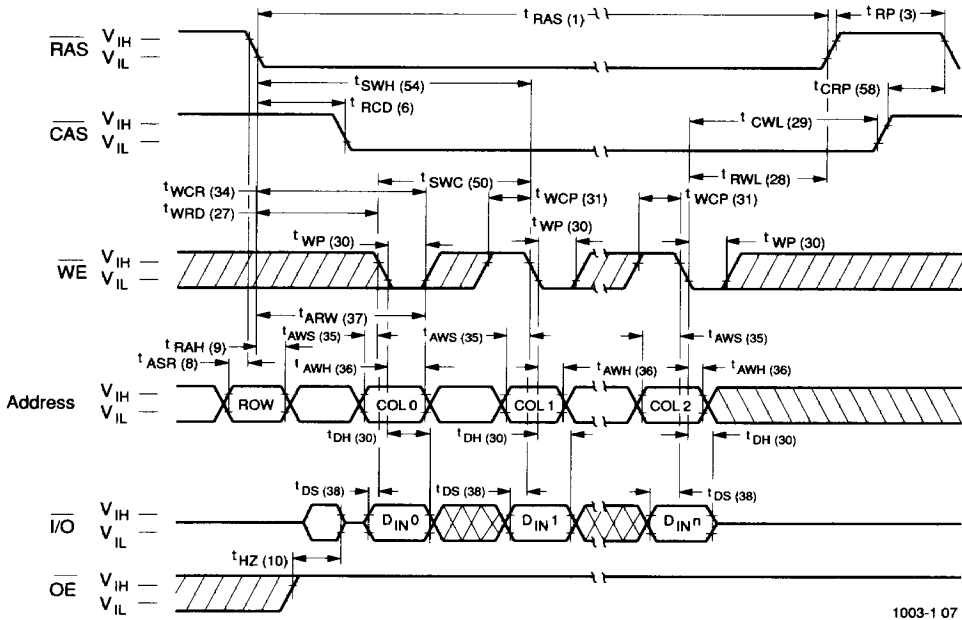 t RAS (1)
t RP (3)
RAS
V IH
V IL
t SWH (54)
t RCD (6)
t CRP (58)
CAS
V IH
V IL
t CWL (29)
t RWL (28)
t SWC (50)
t WCR (34)
t WCP (31)
t WCP (31)
t WRD (27)
t WP (30)
t WP (30)
t WP (30)
WE
V IH
V IL
t ARW (37)
t RAH (9)
t AWS (35)
t AWS (35)
t AWS (35)
t ASR (8)
t AWH (36)
t AWH (36)
t AWH (36)
Address
V IH
V IL
ROW
COL 0
COL 1
COL 2
t DH (30)
t DH (30)
t DH (30)
t DS (38)
t DS (38)
t DS (38)
I/O
V IH
V IL
D IN 0
D IN 1
D IN n
t HZ (10)
OE
V IH
V IL
1003-1 07